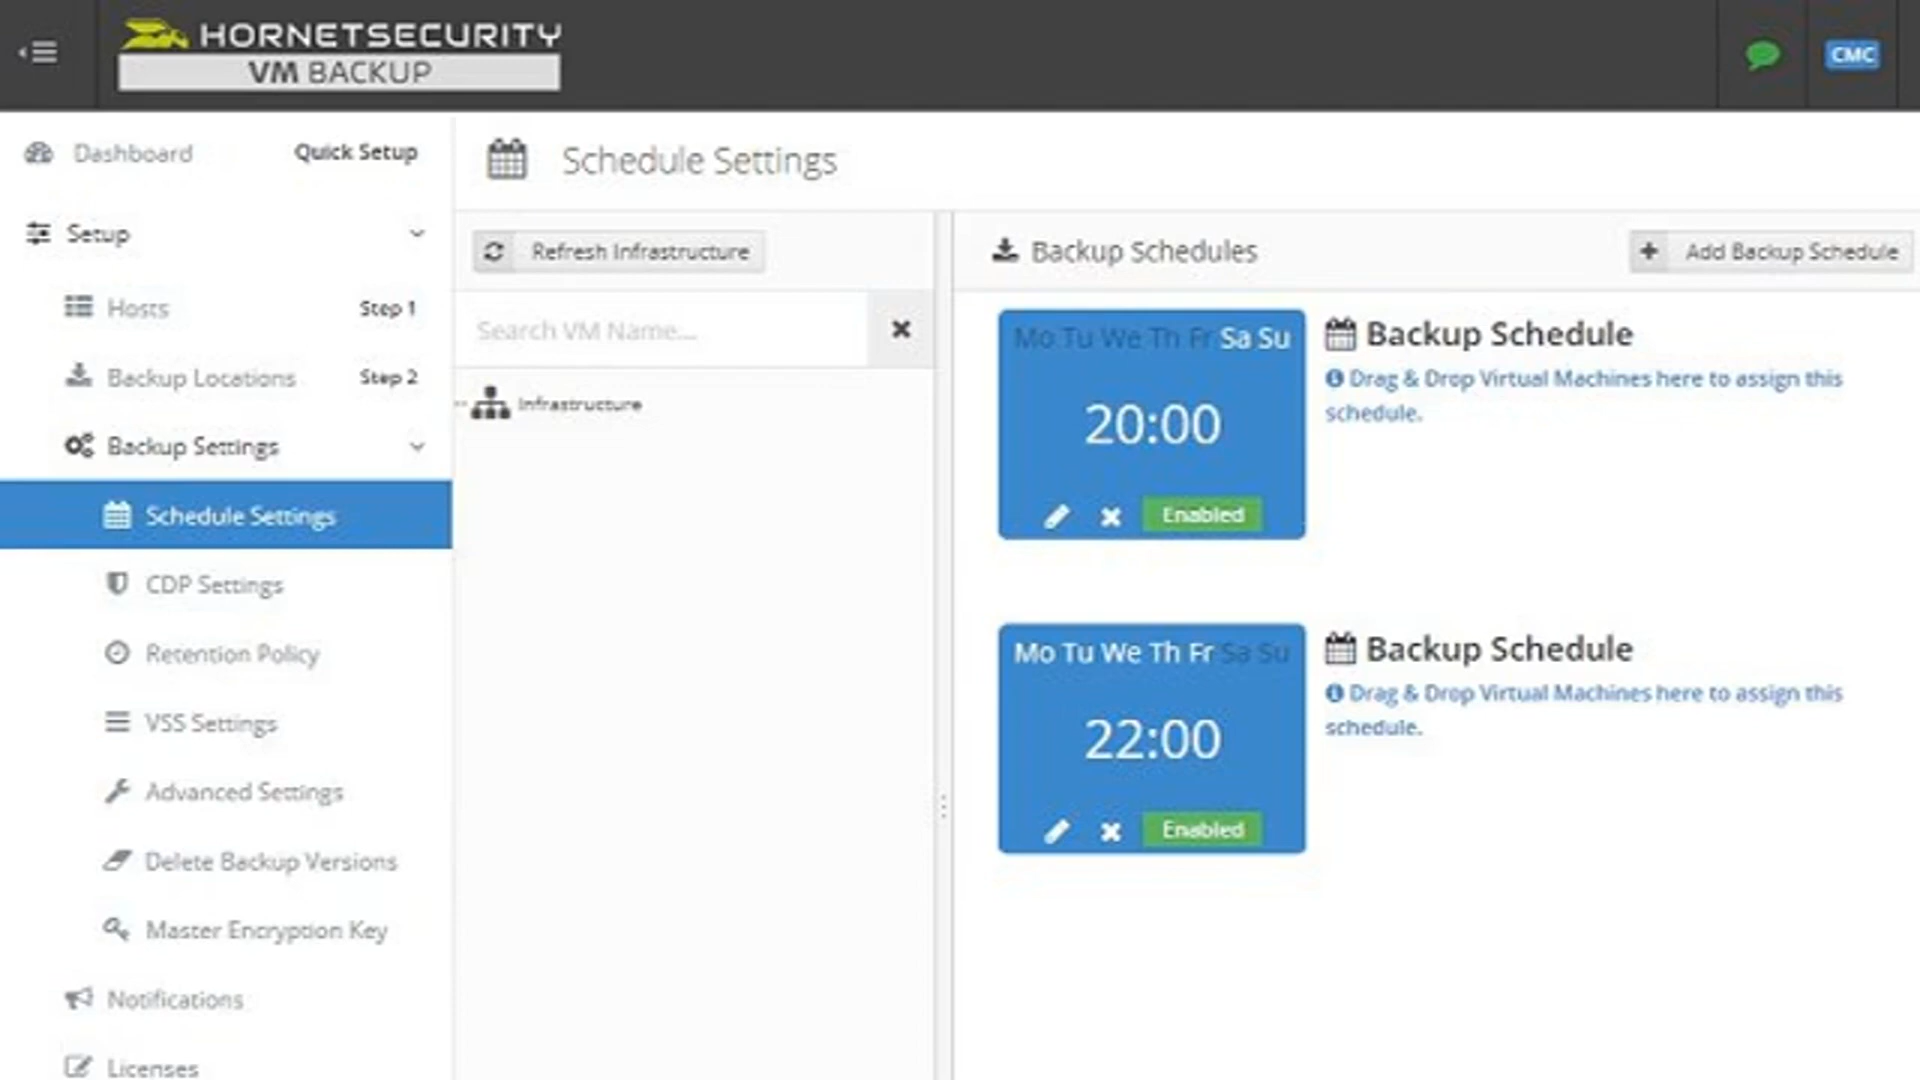 HORNETSECURITY
VM BACKUP
CMC
Dashboard
Quick Setup
Setup
Hosts
Step 1
Backup Locations
Step 2
Backup Settings
Schedule Settings
CDP Settings
Retention Policy
VSS Settings
Advanced Settings
Delete Backup Versions
Master Encryption Key
Notifications
Licenses
Schedule Settings
Refresh Infrastructure
Search VM Name...
Infrastructure
Backup Schedules
Add Backup Schedule
Mo Tu We Th Fr Sa Su
20:00
Enabled
Backup Schedule
Drag & Drop Virtual Machines here to assign this
schedule.
Mo Tu We Th Fr Sa Su
22:00
Enabled
Backup Schedule
Drag & Drop Virtual Machines here to assign this
schedule.